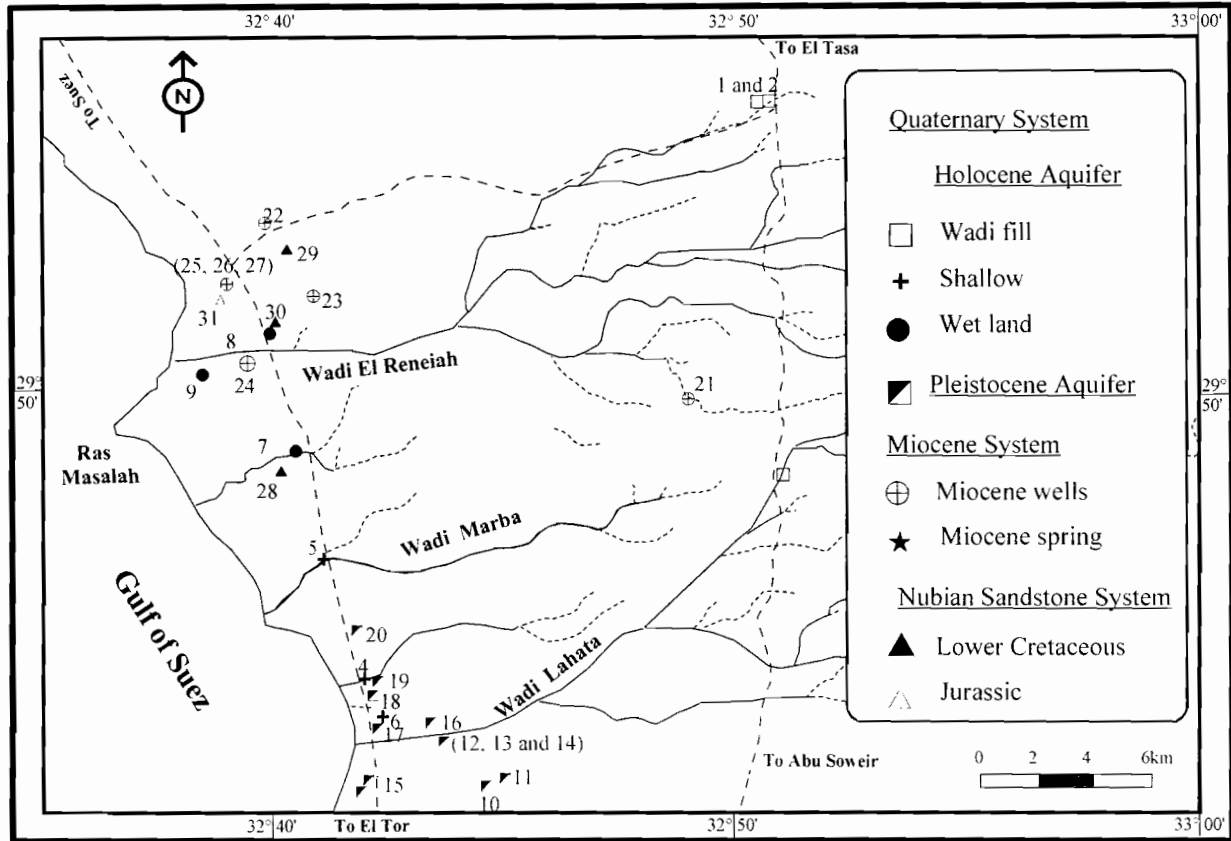 32° 40'
32° 50'
33° 00'
To El Tasa
To Suez
N
1 and 2
22
29
(25, 26, 27)
23
31
30
8
Wadi El Reneiah
9
24
21
29°
50'
29°
50'
Ras
Masalah
7
28
Wadi Marba
5
Gulf of Suez
20
4
19
18
6
17
16
Wadi Lahata
(12, 13 and 14)
15
11
10
To El Tor
To Abu Soweir
32° 40'
32° 50'
33° 00'
Quaternary System
Holocene Aquifer
Wadi fill
Shallow
Wet land
Pleistocene Aquifer
Miocene System
Miocene wells
Miocene spring
Nubian Sandstone System
Lower Cretaceous
Jurassic
0 2 4 6km